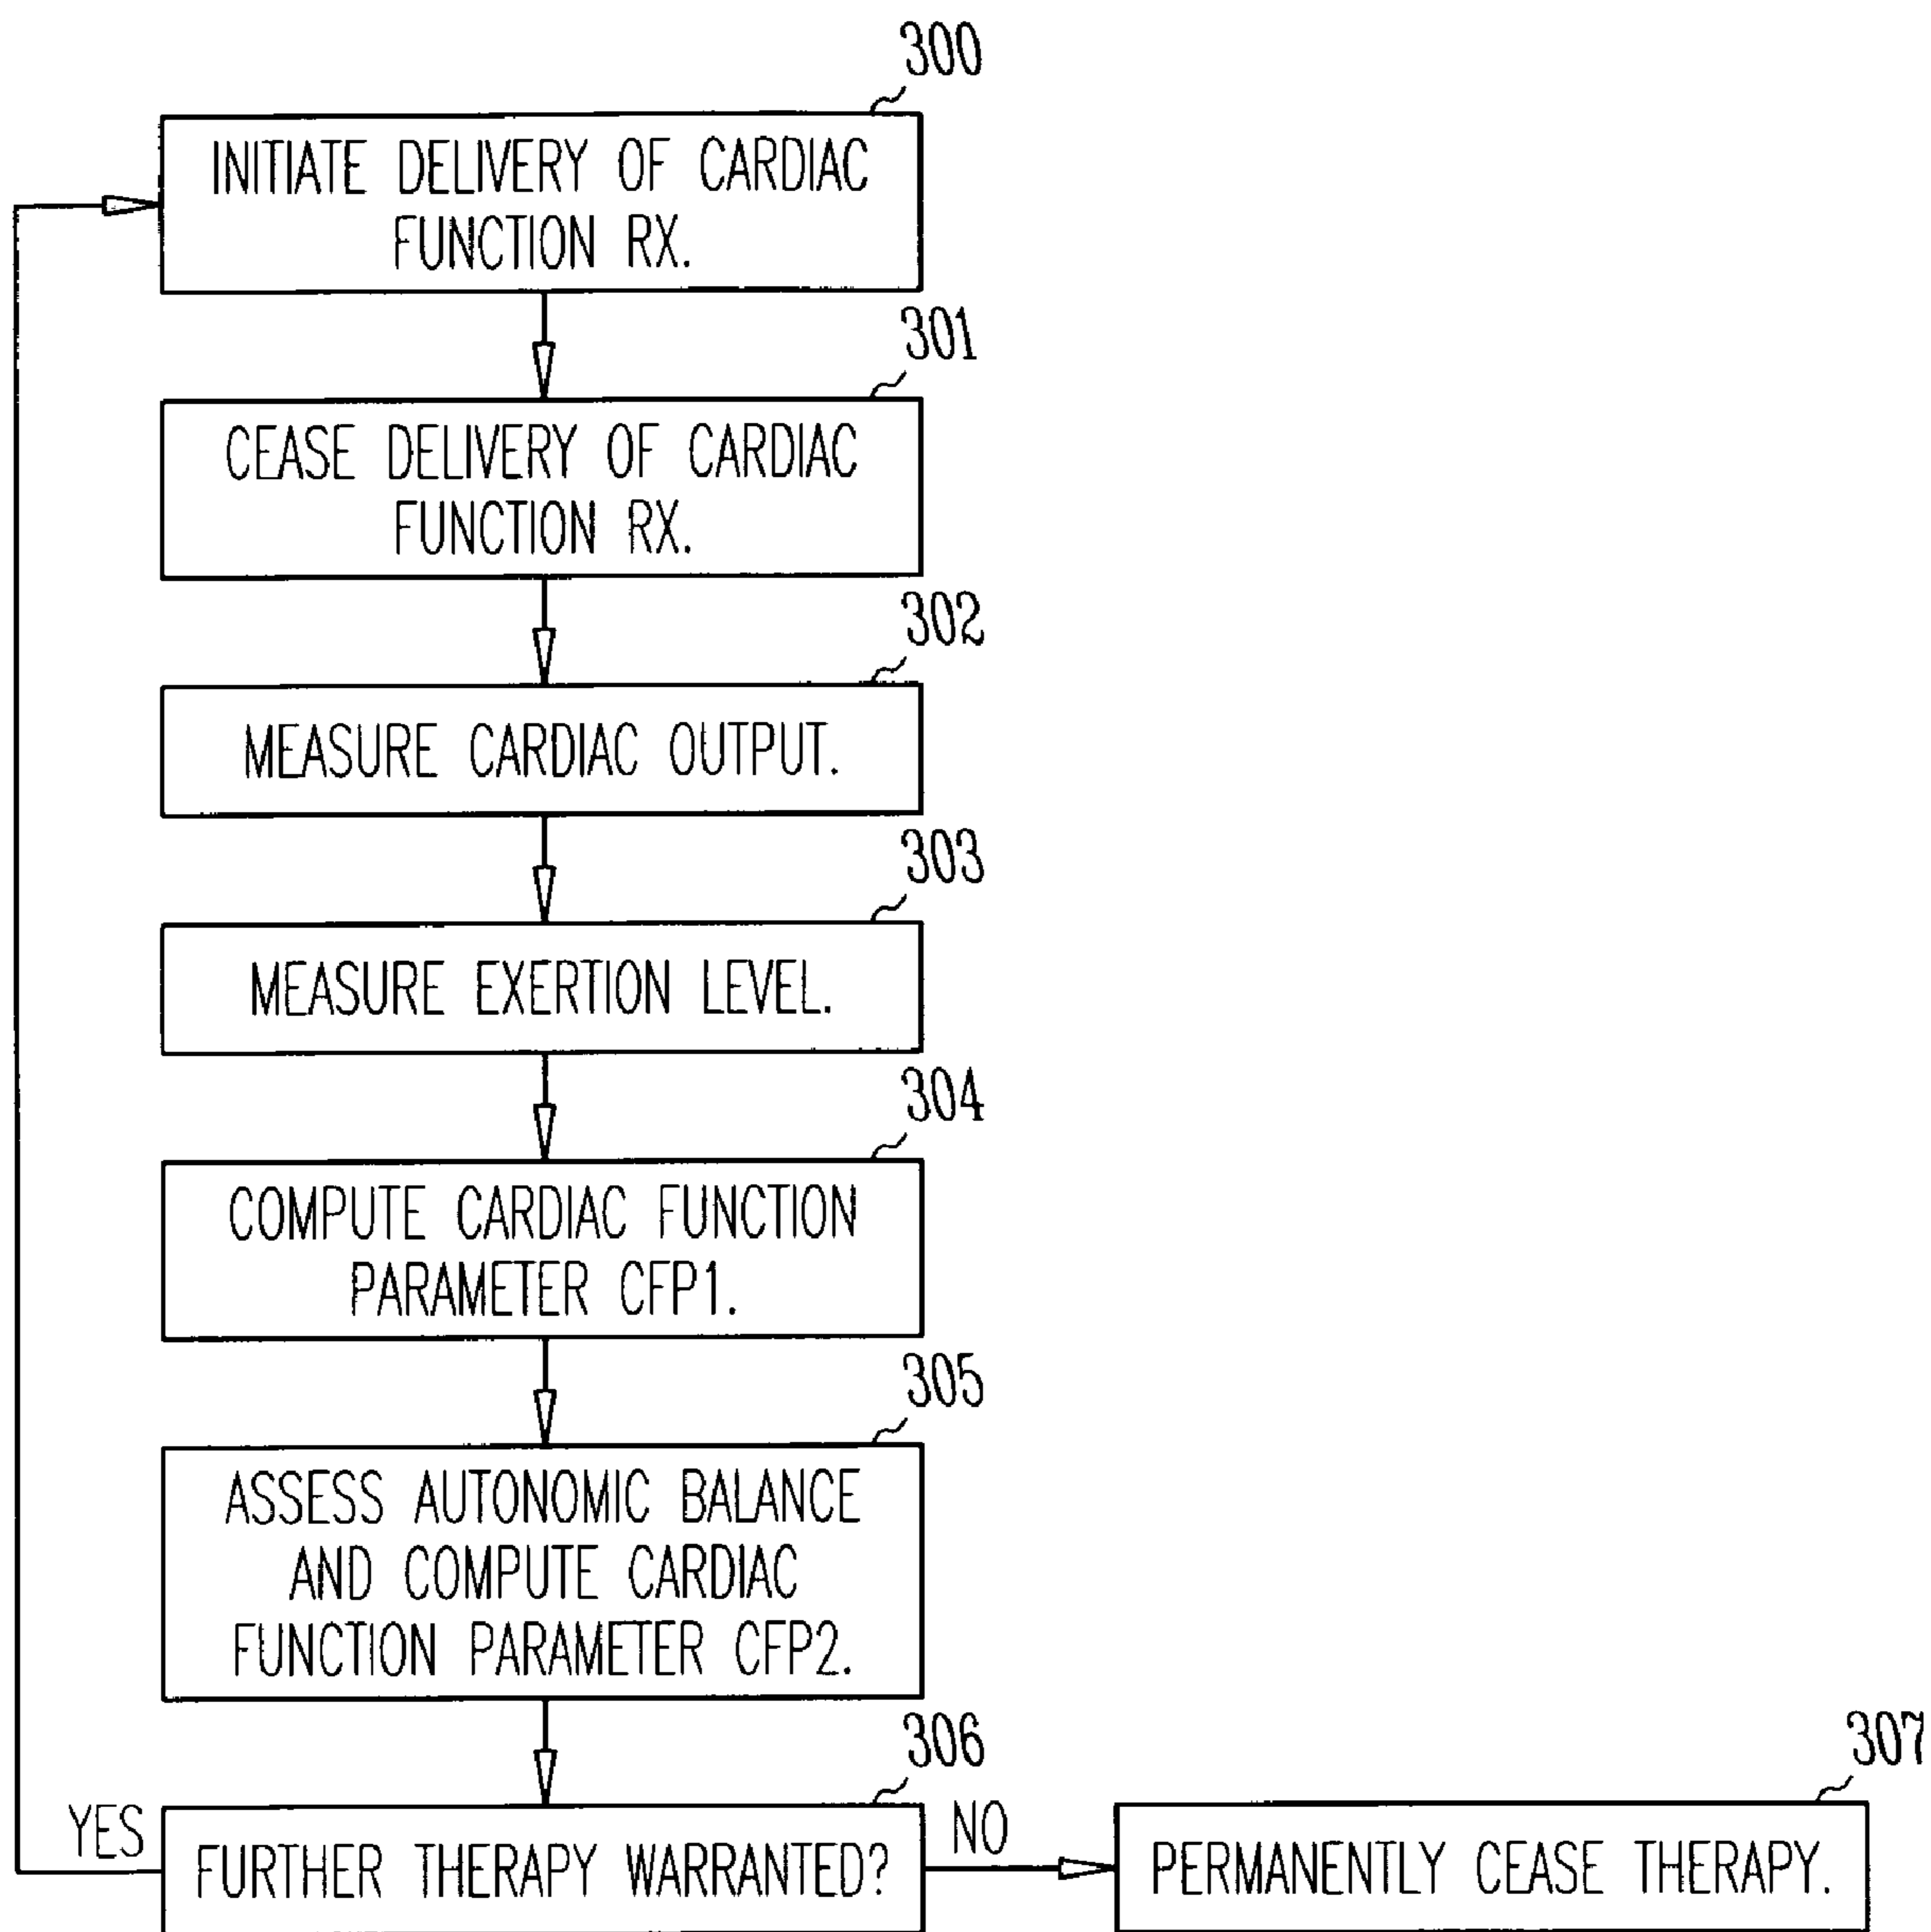 300
INITIATE DELIVERY OF CARDIAC
FUNCTION RX.
301
CEASE DELIVERY OF CARDIAC
FUNCTION RX.
302
MEASURE CARDIAC OUTPUT.
303
MEASURE EXERTION LEVEL.
304
COMPUTE CARDIAC FUNCTION
PARAMETER CFP1.
305
ASSESS AUTONOMIC BALANCE
AND COMPUTE CARDIAC
FUNCTION PARAMETER CFP2.
306
YES
FURTHER THERAPY WARRANTED?
NO
307
PERMANENTLY CEASE THERAPY.